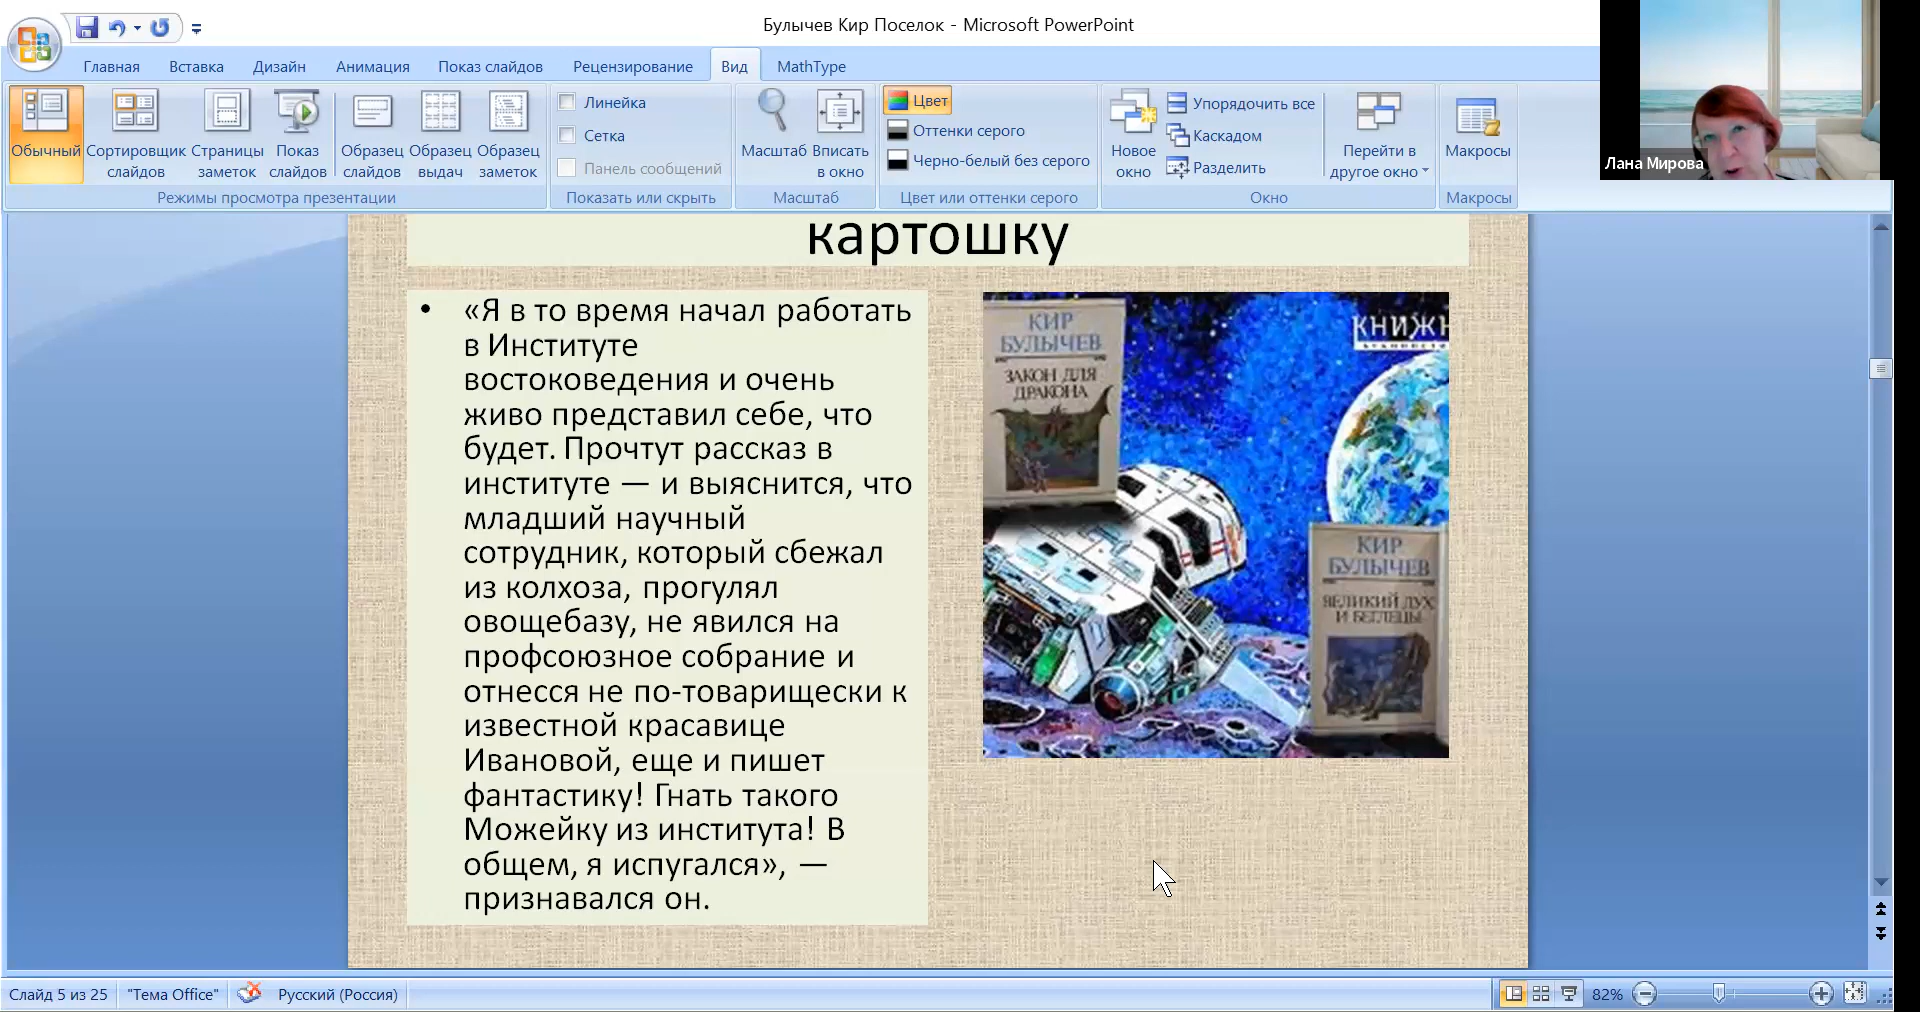 Булычев Кир Поселок - Microsoft PowerPoint
Главная
Вставка
Дизайн
Анимация
Показ слайдов
Рецензирование
Вид
MathType
Обычный
Сортировщик
слайдов
Страницы
заметок
Показ
слайдов
Образец
слайдов
Образец
выдач
Образец
заметок
Режимы просмотра презентации
Линейка
Сетка
Панель сообщений
Показать или скрыть
Масштаб
Вписать
в окно
Масштаб
Цвет
Оттенки серого
Черно-белый без серого
Цвет или оттенки серого
Новое
окно
Упорядочить все
Каскадом
Разделить
Перейти в
другое окно
Окно
Макросы
Макросы
Лана Мирова
картошку
• «Я в то время начал работать
в Институте
востоковедения и очень
живо представил себе, что
будет. Прочтут рассказ в
институте — и выяснится, что
младший научный
сотрудник, который сбежал
из колхоза, прогулял
овощебазу, не явился на
профсоюзное собрание и
отнесся не по-товарищески к
известной красавице
Ивановой, еще и пишет
фантастику! Гнать такого
Можейку из института! В
общем, я испугался», —
признавался он.
КИР
БУЛЫЧЕВ
ЗАКОН ДЛЯ
ДРАКОНА
КНИЖН
КИР
БУЛЫЧЕВ
ВЕЛИКИЙ ДУХ
И БЕГЛЕЦЫ
Слайд 5 из 25
"Тема Office"
Русский (Россия)
82%